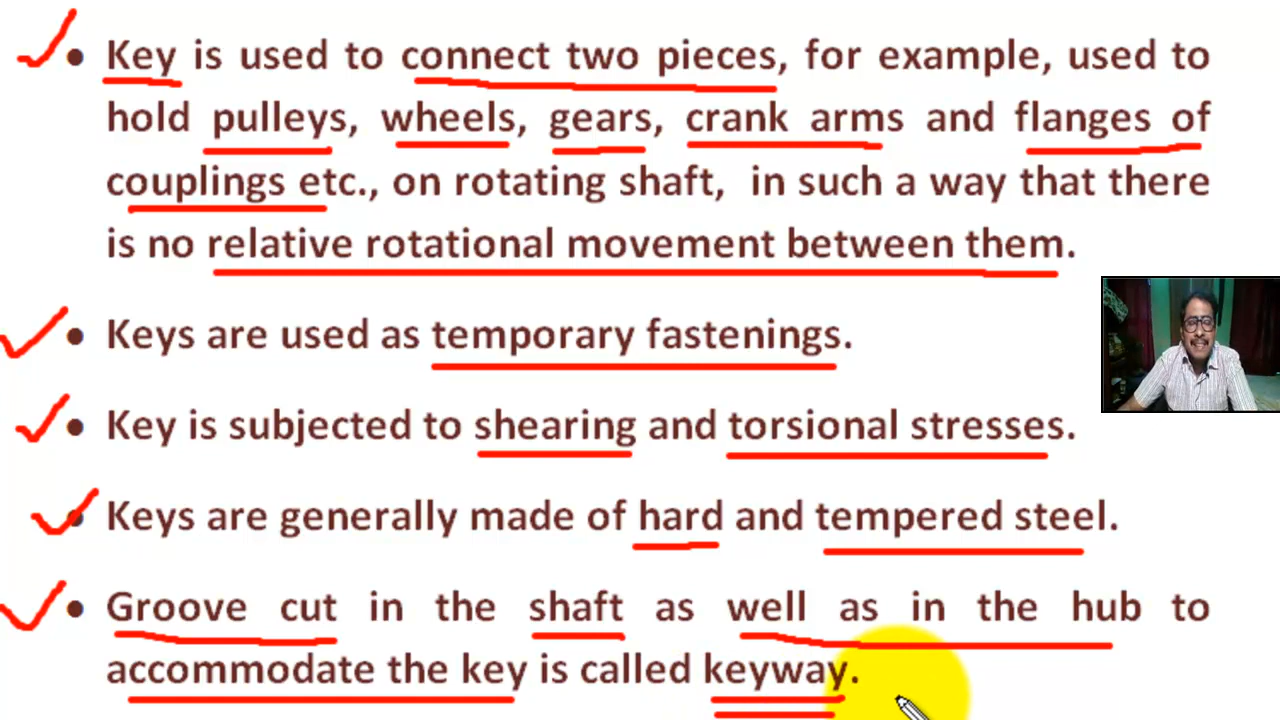 • Key is used to connect two pieces, for example, used to
hold pulleys, wheels, gears, crank arms and flanges of
couplings etc., on rotating shaft, in such a way that there
is no relative rotational movement between them.
• Keys are used as temporary fastenings.
• Key is subjected to shearing and torsional stresses.
• Keys are generally made of hard and tempered steel.
• Groove cut in the shaft as well as in the hub to
accommodate the key is called keyway.